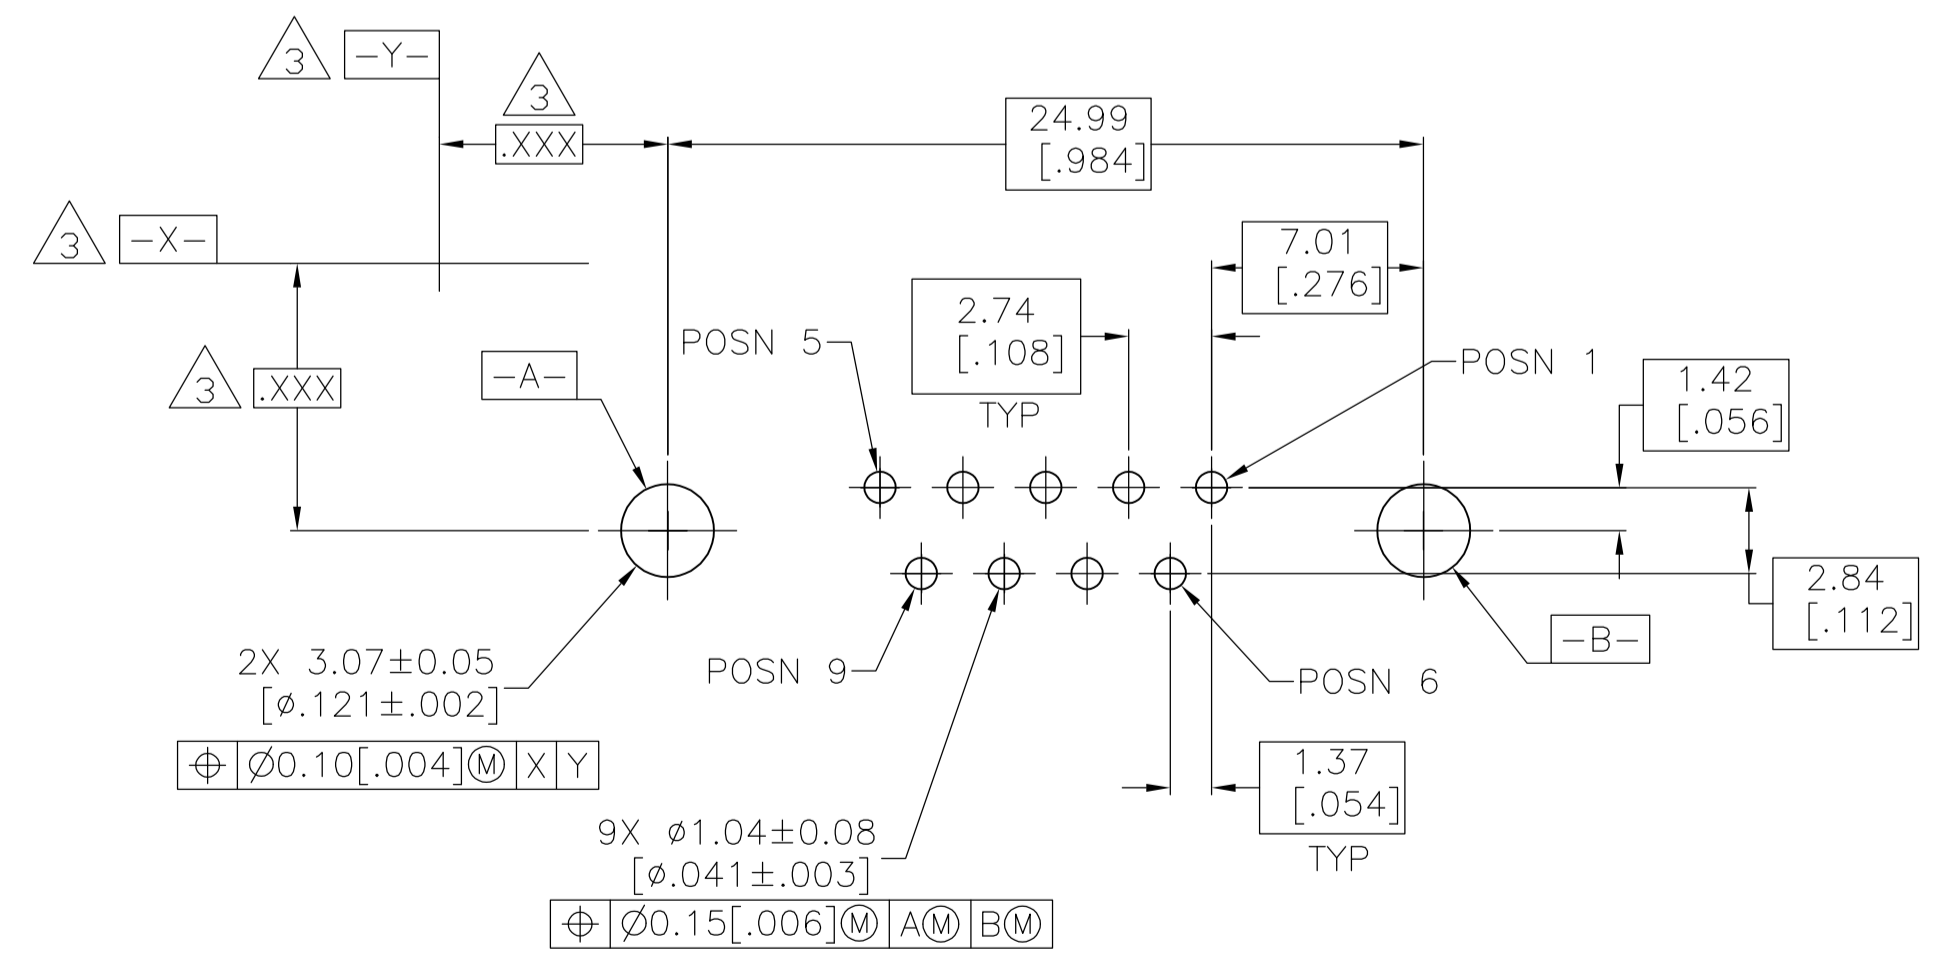 3
-Y-
3
.XXX
24.99
[.984]
3
-X-
7.01
[.276]
2.74
[.108]
TYP
POSN 5
POSN 1
3
.XXX
-A-
1.42
[.056]
2.84
[.112]
-B-
2X 3.07±0.05
[ø.121±.002]
⌖ Ø0.10[.004]Ⓜ X Y
POSN 9
POSN 6
1.37
[.054]
TYP
9X ø1.04±0.08
[ø.041±.003]
⌖ Ø0.15[.006]Ⓜ AⓂ BⓂ